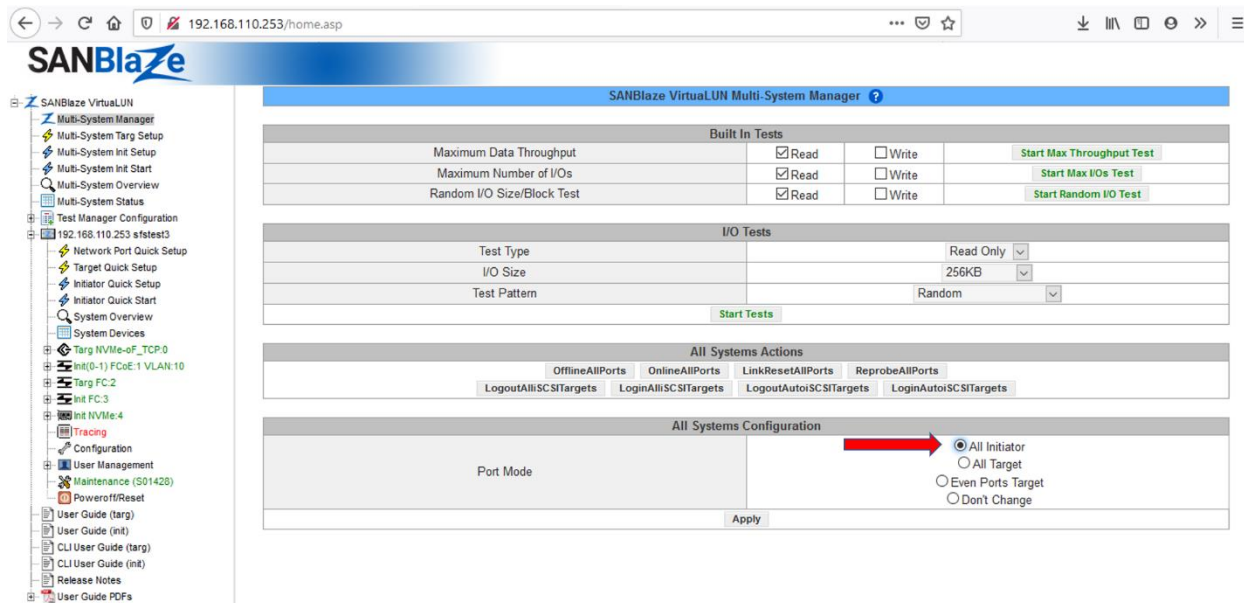 192.168.110.253/home.asp
SANBlaze
SANBlaze VirtuaLUN
Multi-System Manager
Multi-System Targ Setup
Multi-System Init Setup
Multi-System Init Start
Multi-System Overview
Multi-System Status
Test Manager Configuration
192.168.110.253 sfstest3
Network Port Quick Setup
Target Quick Setup
Initiator Quick Setup
Initiator Quick Start
System Overview
System Devices
Targ NVMe-oF_TCP:0
Init(0-1) FCoE:1 VLAN:10
Targ FC:2
Init FC:3
Init NVMe:4
Tracing
Configuration
User Management
Maintenance (S01428)
Poweroff/Reset
User Guide (targ)
User Guide (init)
CLI User Guide (targ)
CLI User Guide (init)
Release Notes
User Guide PDFs
SANBlaze VirtuaLUN Multi-System Manager ?
Built In Tests
Maximum Data Throughput Read Write Start Max Throughput Test
Maximum Number of I/Os Read Write Start Max I/Os Test
Random I/O Size/Block Test Read Write Start Random I/O Test
I/O Tests
Test Type Read Only
I/O Size 256KB
Test Pattern Random
Start Tests
All Systems Actions
OfflineAllPorts OnlineAllPorts LinkResetAllPorts ReprobeAllPorts
LogoutAlliSCSITargets LoginAlliSCSITargets LogoutAutoiSCSITargets LoginAutoiSCSITargets
All Systems Configuration
Port Mode
All Initiator
All Target
Even Ports Target
Don't Change
Apply